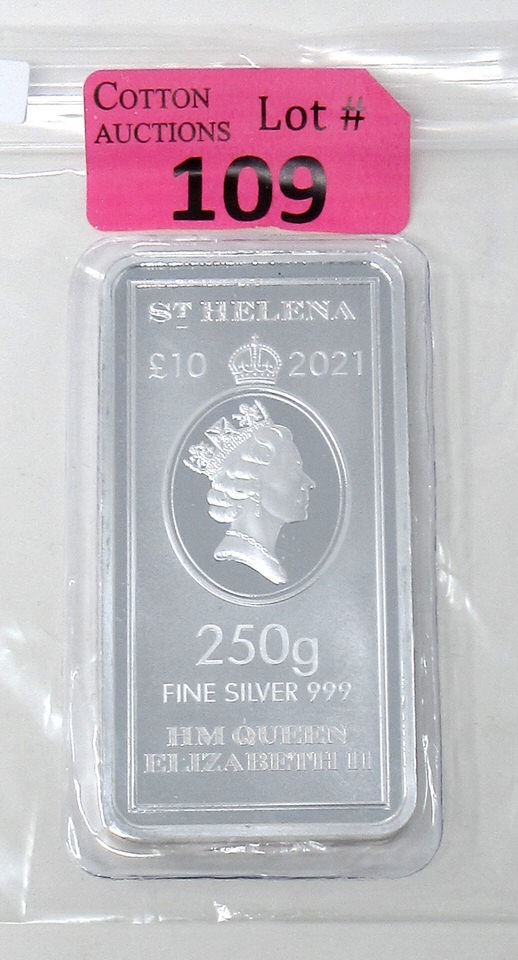 COTTON
AUCTIONS
Lot #
109
ST HELENA
£10 2021
250g
FINE SILVER 999
HM QUEEN
ELIZABETH II